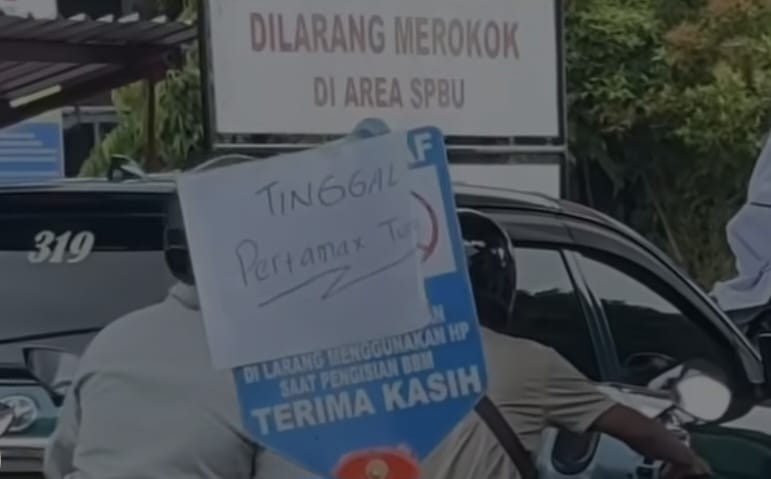 DILARANG MEROKOK
DI AREA SPBU
TINGGAL
Pertamax
319
DI LARANG MENGGUNAKAN HP
SAAT PENGISIAN BBM
TERIMA KASIH